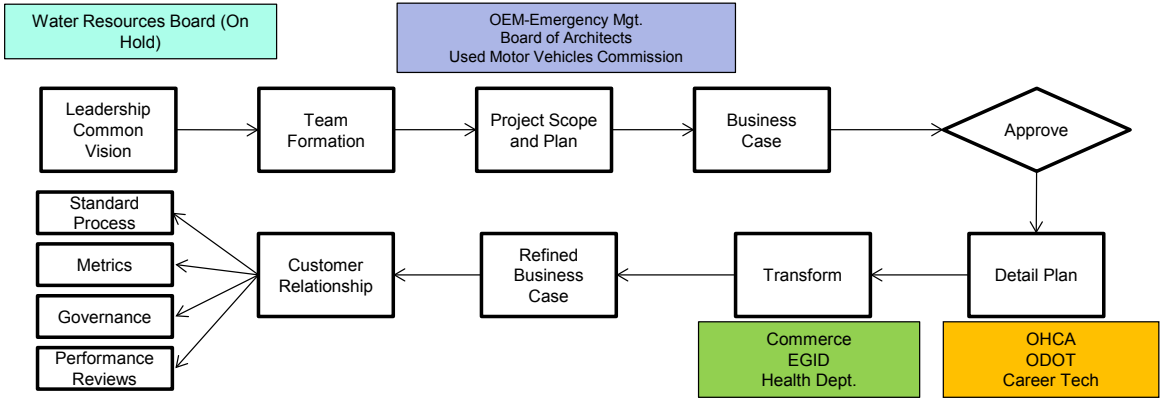 Water Resources Board (On
Hold)
OEM-Emergency Mgt.
Board of Architects
Used Motor Vehicles Commission
Leadership
Common
Vision
Team
Formation
Project Scope
and Plan
Business
Case
Approve
Standard
Process
Metrics
Governance
Performance
Reviews
Customer
Relationship
Refined
Business
Case
Transform
Detail Plan
Commerce
EGID
Health Dept.
OHCA
ODOT
Career Tech